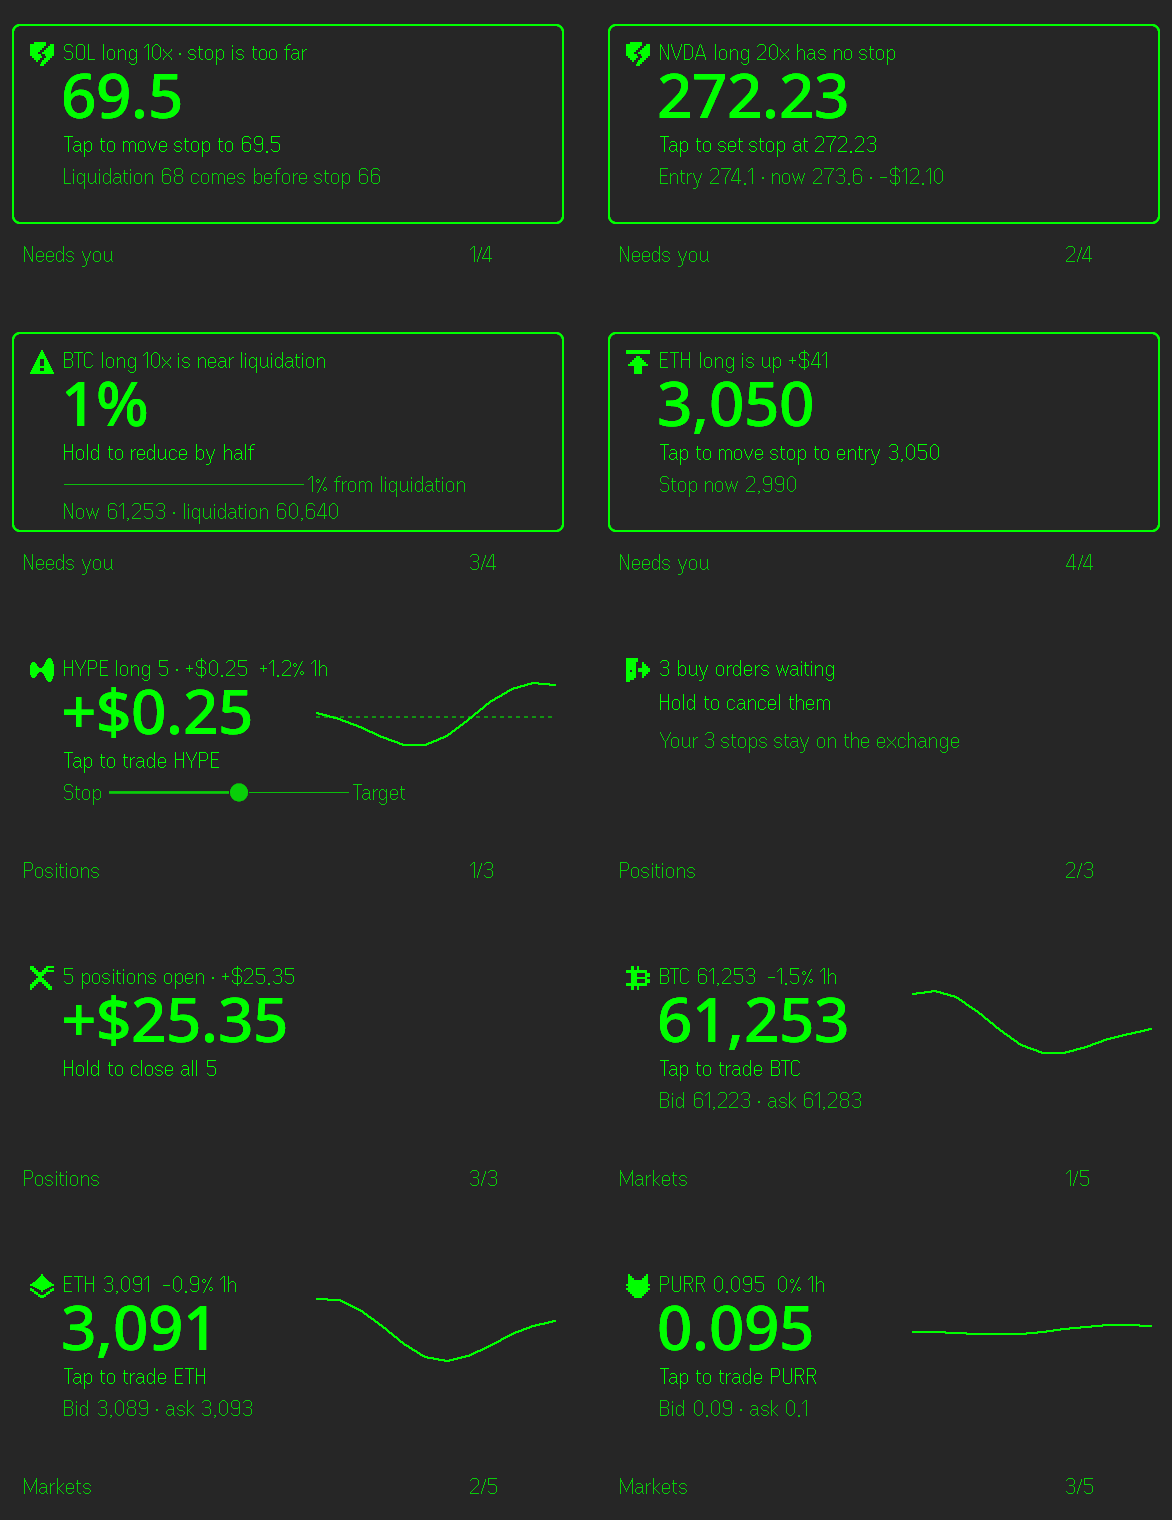 SOL long 10x · stop is too far
69.5
Tap to move stop to 69.5
Liquidation 68 comes before stop 66
Needs you 1/4
NVDA long 20x has no stop
272.23
Tap to set stop at 272.23
Entry 274.1 · now 273.6 · -$12.10
Needs you 2/4
BTC long 10x is near liquidation
1%
Hold to reduce by half
1% from liquidation
Now 61,253 · liquidation 60,640
Needs you 3/4
ETH long is up +$41
3,050
Tap to move stop to entry 3,050
Stop now 2,990
Needs you 4/4
HYPE long 5 · +$0.25 +1.2% 1h
+$0.25
Tap to trade HYPE
Stop Target
Positions 1/3
3 buy orders waiting
Hold to cancel them
Your 3 stops stay on the exchange
Positions 2/3
5 positions open · +$25.35
+$25.35
Hold to close all 5
Positions 3/3
BTC 61,253 -1.5% 1h
61,253
Tap to trade BTC
Bid 61,223 · ask 61,283
Markets 1/5
ETH 3,091 -0.9% 1h
3,091
Tap to trade ETH
Bid 3,089 · ask 3,093
Markets 2/5
PURR 0.095 0% 1h
0.095
Tap to trade PURR
Bid 0.09 · ask 0.1
Markets 3/5